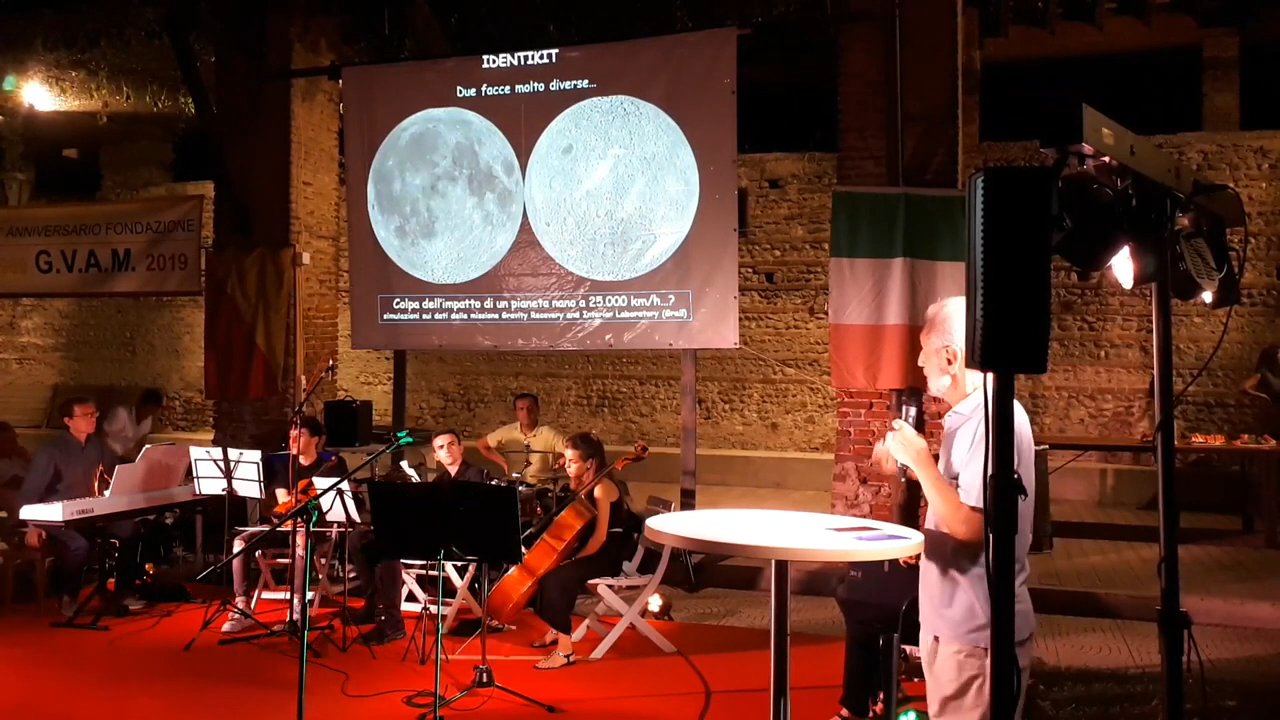 IDENTIKIT
Due facce molto diverse...
Colpa dell'impatto di un pianeta nano a 25.000 km/h...?
simulazioni sui dati della missione Gravity Recovery and Interior Laboratory (Grail)
ANNIVERSARIO FONDAZIONE
G.V.A.M. 2019
YAMAHA